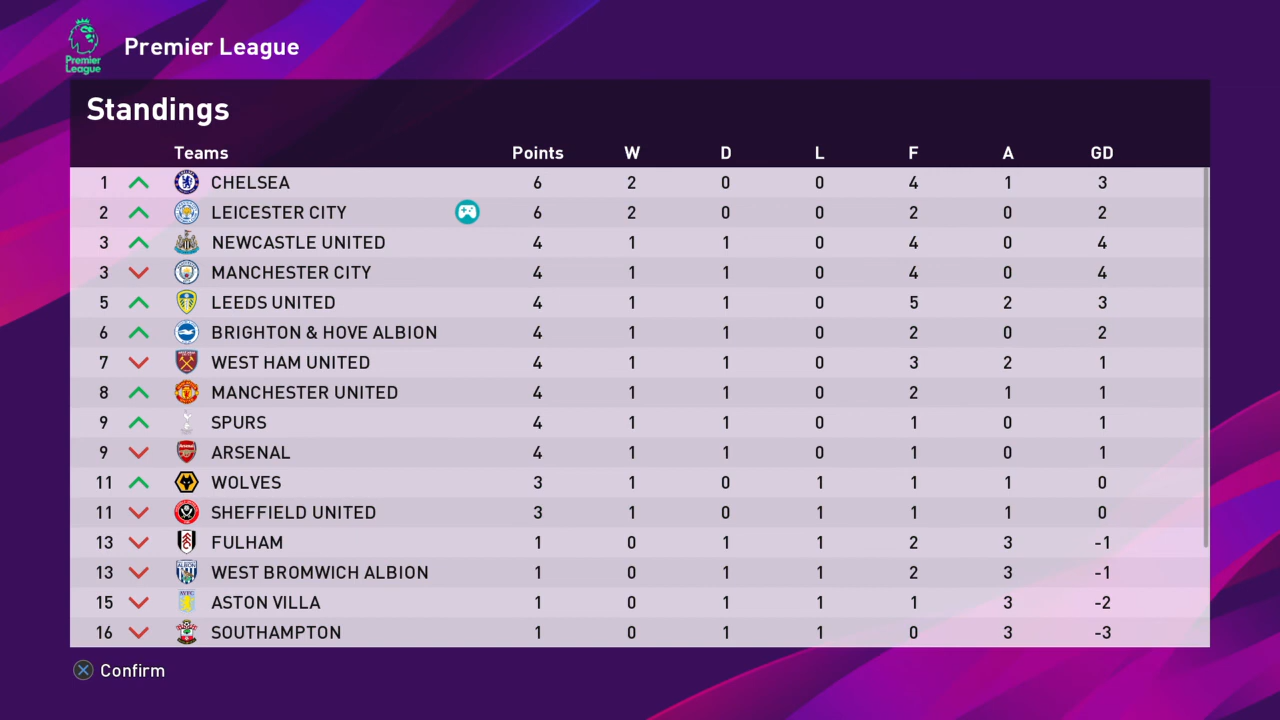 Premier League
Premier
League
Standings
Teams Points W D L F A GD
1 CHELSEA 6 2 0 0 4 1 3
2 LEICESTER CITY 6 2 0 0 2 0 2
3 NEWCASTLE UNITED 4 1 1 0 4 0 4
3 MANCHESTER CITY 4 1 1 0 4 0 4
5 LEEDS UNITED 4 1 1 0 5 2 3
6 BRIGHTON & HOVE ALBION 4 1 1 0 2 0 2
7 WEST HAM UNITED 4 1 1 0 3 2 1
8 MANCHESTER UNITED 4 1 1 0 2 1 1
9 SPURS 4 1 1 0 1 0 1
9 ARSENAL 4 1 1 0 1 0 1
11 WOLVES 3 1 0 1 1 1 0
11 SHEFFIELD UNITED 3 1 0 1 1 1 0
13 FULHAM 1 0 1 1 2 3 -1
13 WEST BROMWICH ALBION 1 0 1 1 2 3 -1
15 ASTON VILLA 1 0 1 1 1 3 -2
16 SOUTHAMPTON 1 0 1 1 0 3 -3
Confirm